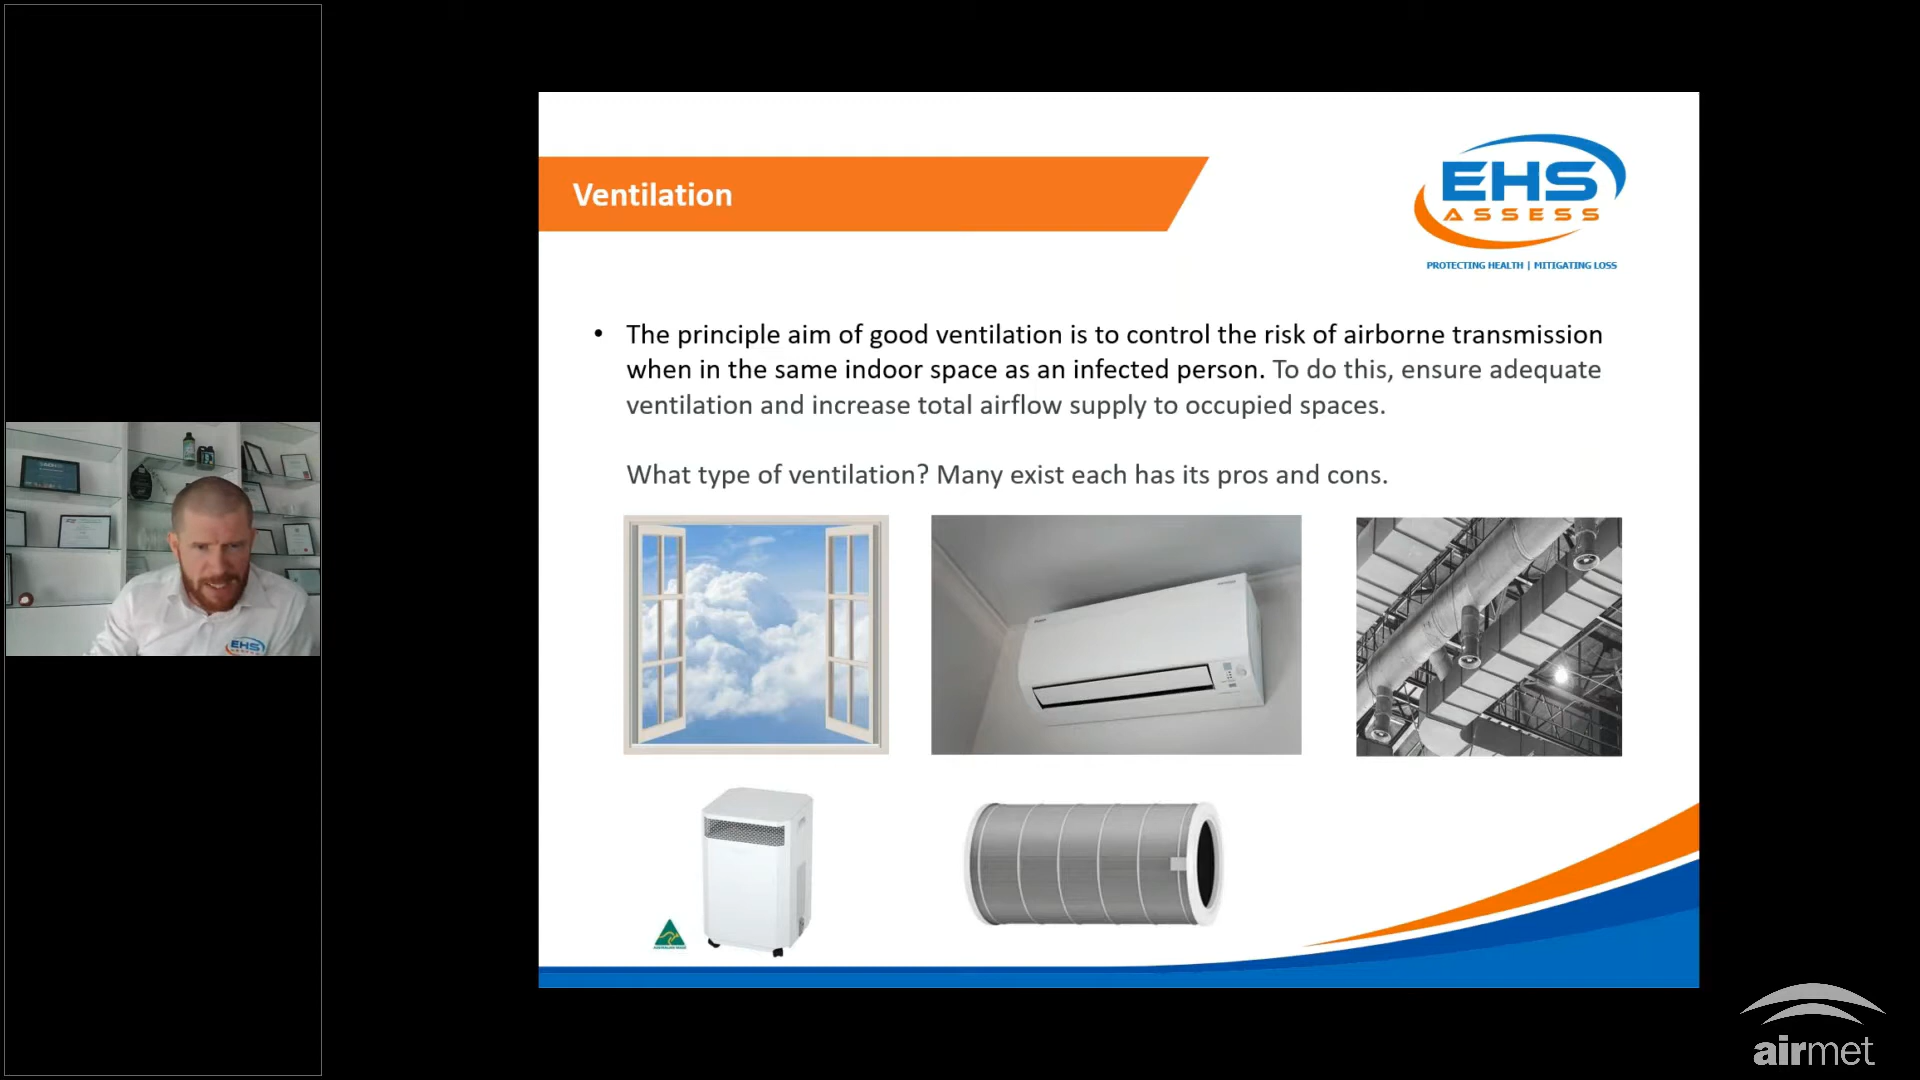 Ventilation
EHS
ASSESS
PROTECTING HEALTH | MITIGATING LOSS
• The principle aim of good ventilation is to control the risk of airborne transmission
when in the same indoor space as an infected person. To do this, ensure adequate
ventilation and increase total airflow supply to occupied spaces.
What type of ventilation? Many exist each has its pros and cons.
EHS
ASSESS
airmet